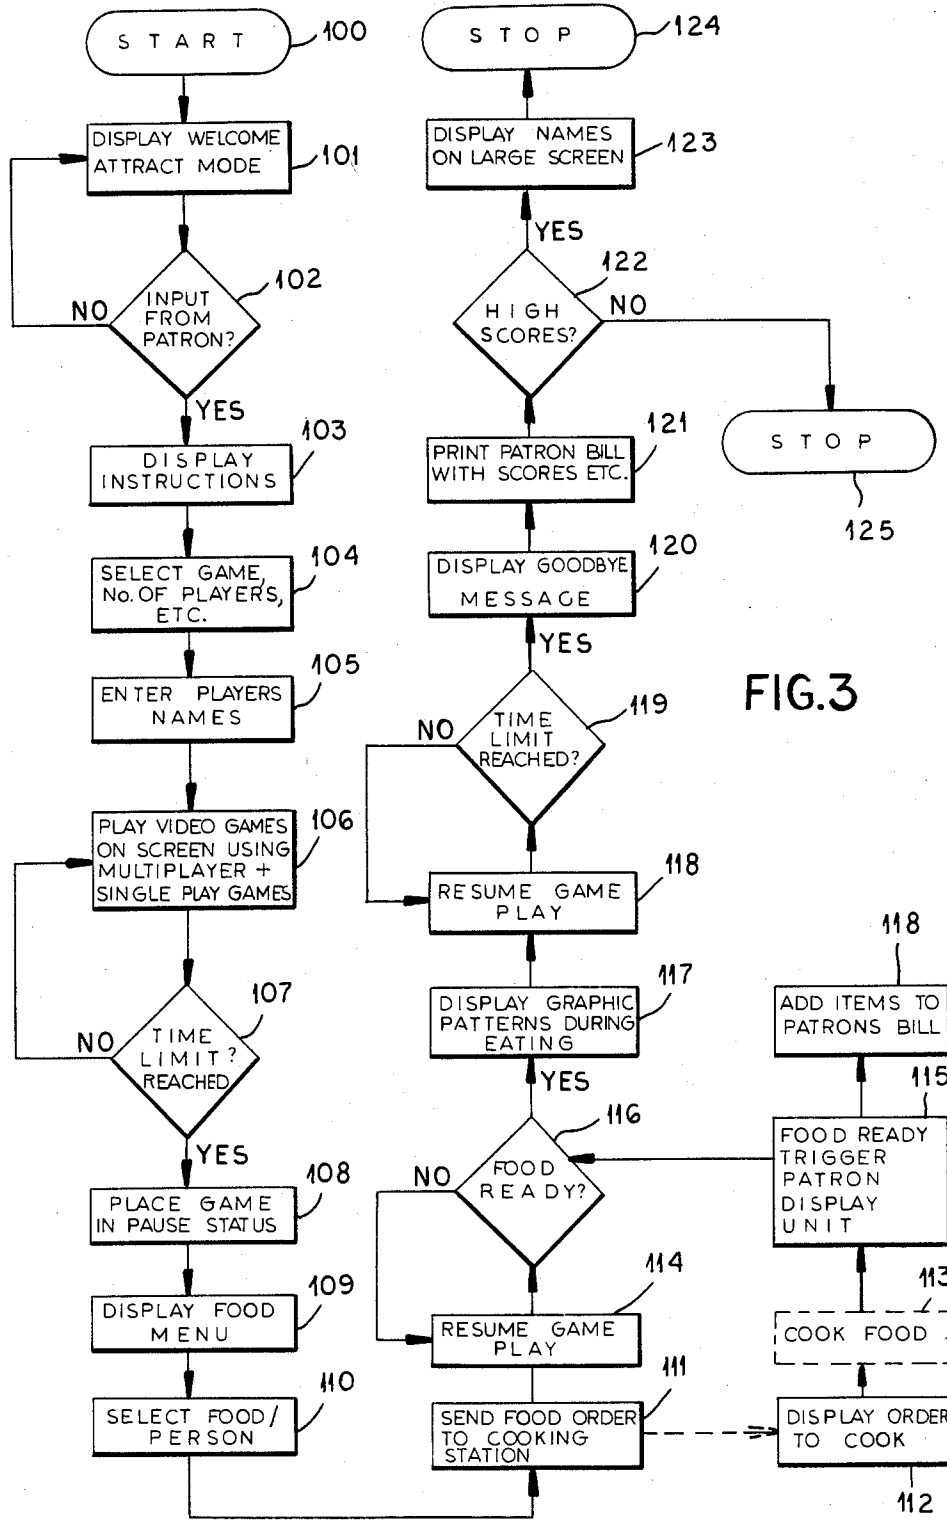 START
100
DISPLAY WELCOME
ATTRACT MODE
101
INPUT
FROM
PATRON?
102
NO
YES
DISPLAY
INSTRUCTIONS
103
SELECT GAME,
No. OF PLAYERS,
ETC.
104
ENTER PLAYERS
NAMES
105
PLAY VIDEO GAMES
ON SCREEN USING
MULTIPLAYER +
SINGLE PLAY GAMES
106
TIME
LIMIT?
REACHED
107
NO
YES
PLACE GAME
IN PAUSE STATUS
108
DISPLAY FOOD
MENU
109
SELECT FOOD/
PERSON
110
SEND FOOD ORDER
TO COOKING
STATION
111
DISPLAY ORDER
TO COOK
112
COOK FOOD
113
FOOD READY
TRIGGER
PATRON
DISPLAY
UNIT
115
ADD ITEMS TO
PATRONS BILL
118
RESUME GAME
PLAY
114
FOOD
READY?
116
NO
YES
DISPLAY GRAPHIC
PATTERNS DURING
EATING
117
RESUME GAME
PLAY
118
TIME
LIMIT
REACHED?
119
NO
YES
DISPLAY GOODBYE
MESSAGE
120
PRINT PATRON BILL
WITH SCORES ETC.
121
HIGH
SCORES?
122
NO
YES
DISPLAY NAMES
ON LARGE SCREEN
123
STOP
124
STOP
125
FIG.3